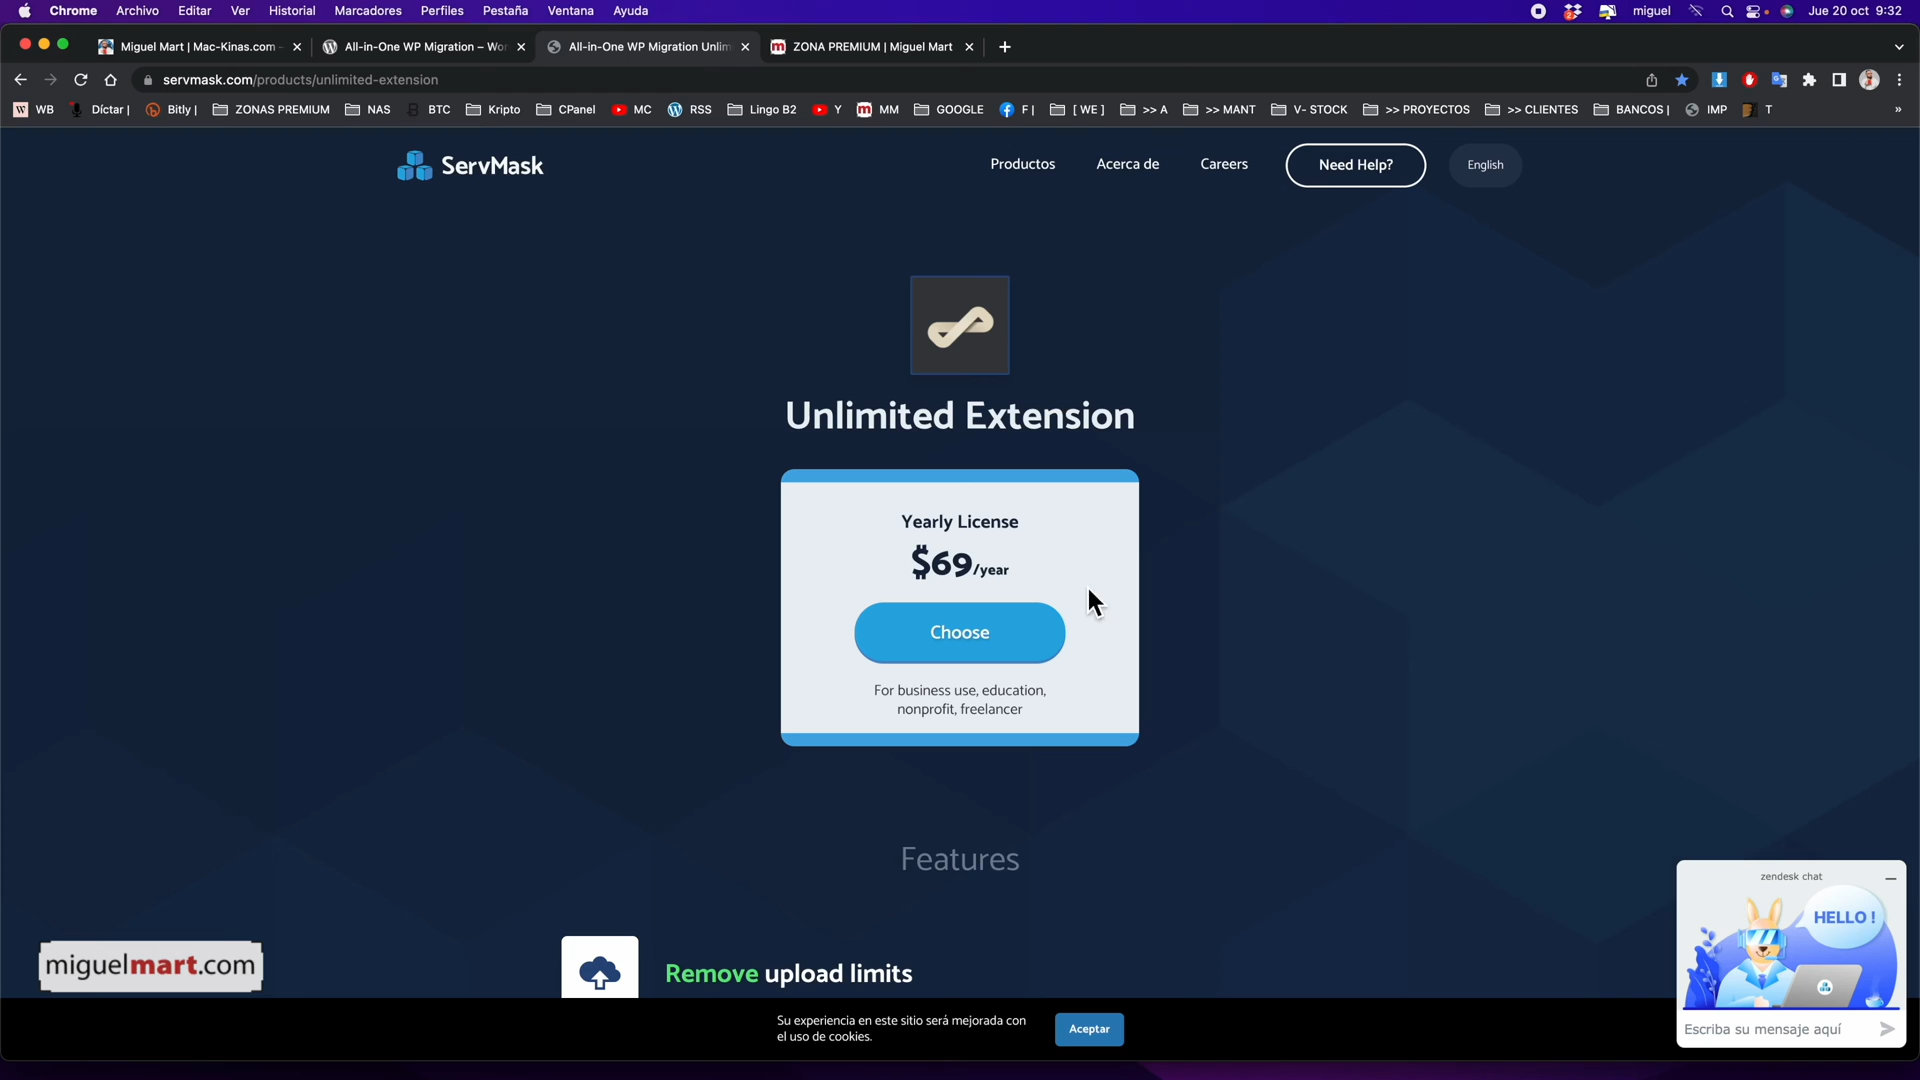 Chrome Archivo Editar Ver Historial Marcadores Perfiles Pestaña Ventana Ayuda miguel Jue 20 oct 9:32
Miguel Mart | Mac-Kinas.com - All-in-One WP Migration – Wor All-in-One WP Migration Unlim ZONA PREMIUM | Miguel Mart
servmask.com/products/unlimited-extension
WB Díctar | Bitly | ZONAS PREMIUM NAS BTC Kripto CPanel MC RSS Lingo B2 Y MM GOOGLE F | [ WE ] >> A >> MANT V- STOCK >> PROYECTOS >> CLIENTES BANCOS | IMP T »
ServMask Productos Acerca de Careers Need Help? English
Unlimited Extension
Yearly License
$69/year
Choose
For business use, education,
nonprofit, freelancer
Features
Remove upload limits
miguelmart.com
zendesk chat
HELLO !
Escriba su mensaje aquí
Su experiencia en este sitio será mejorada con
el uso de cookies.
Aceptar